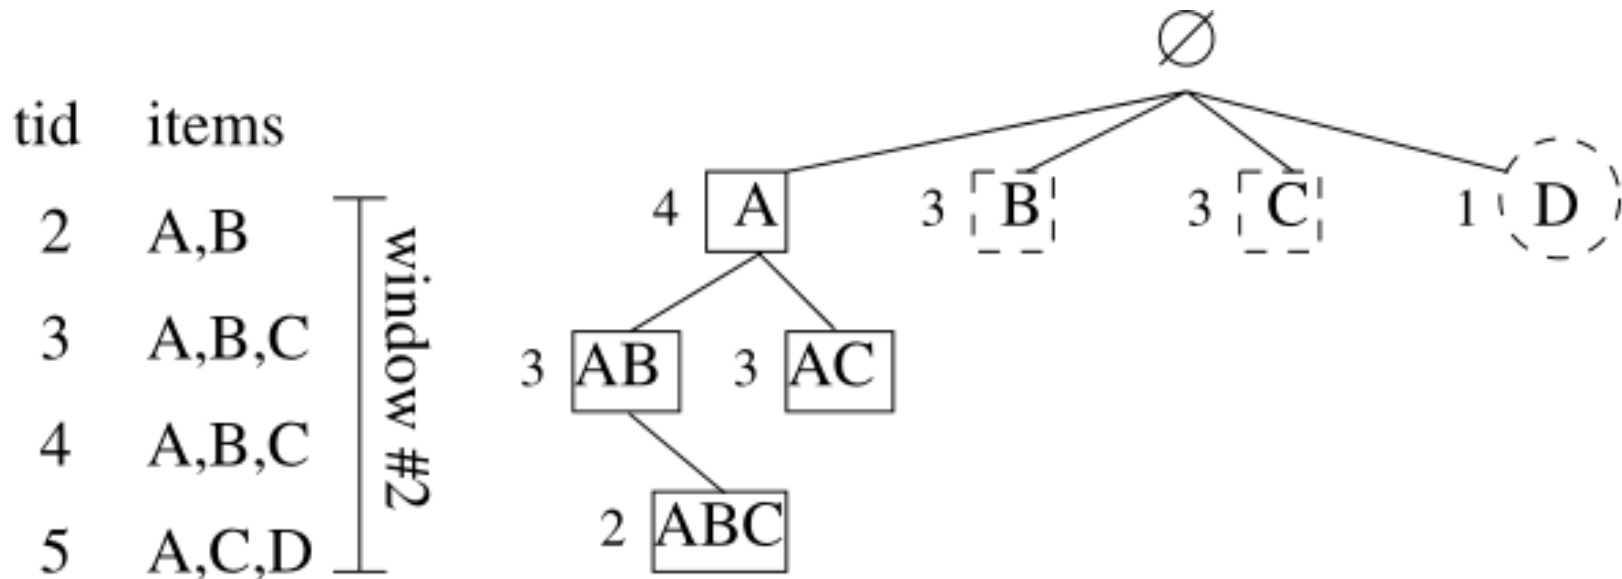 ∅
tid items
4 A 3 B 3 C 1 D
2 A,B
3 A,B,C
window #2
3 AB 3 AC
4 A,B,C
2 ABC
5 A,C,D